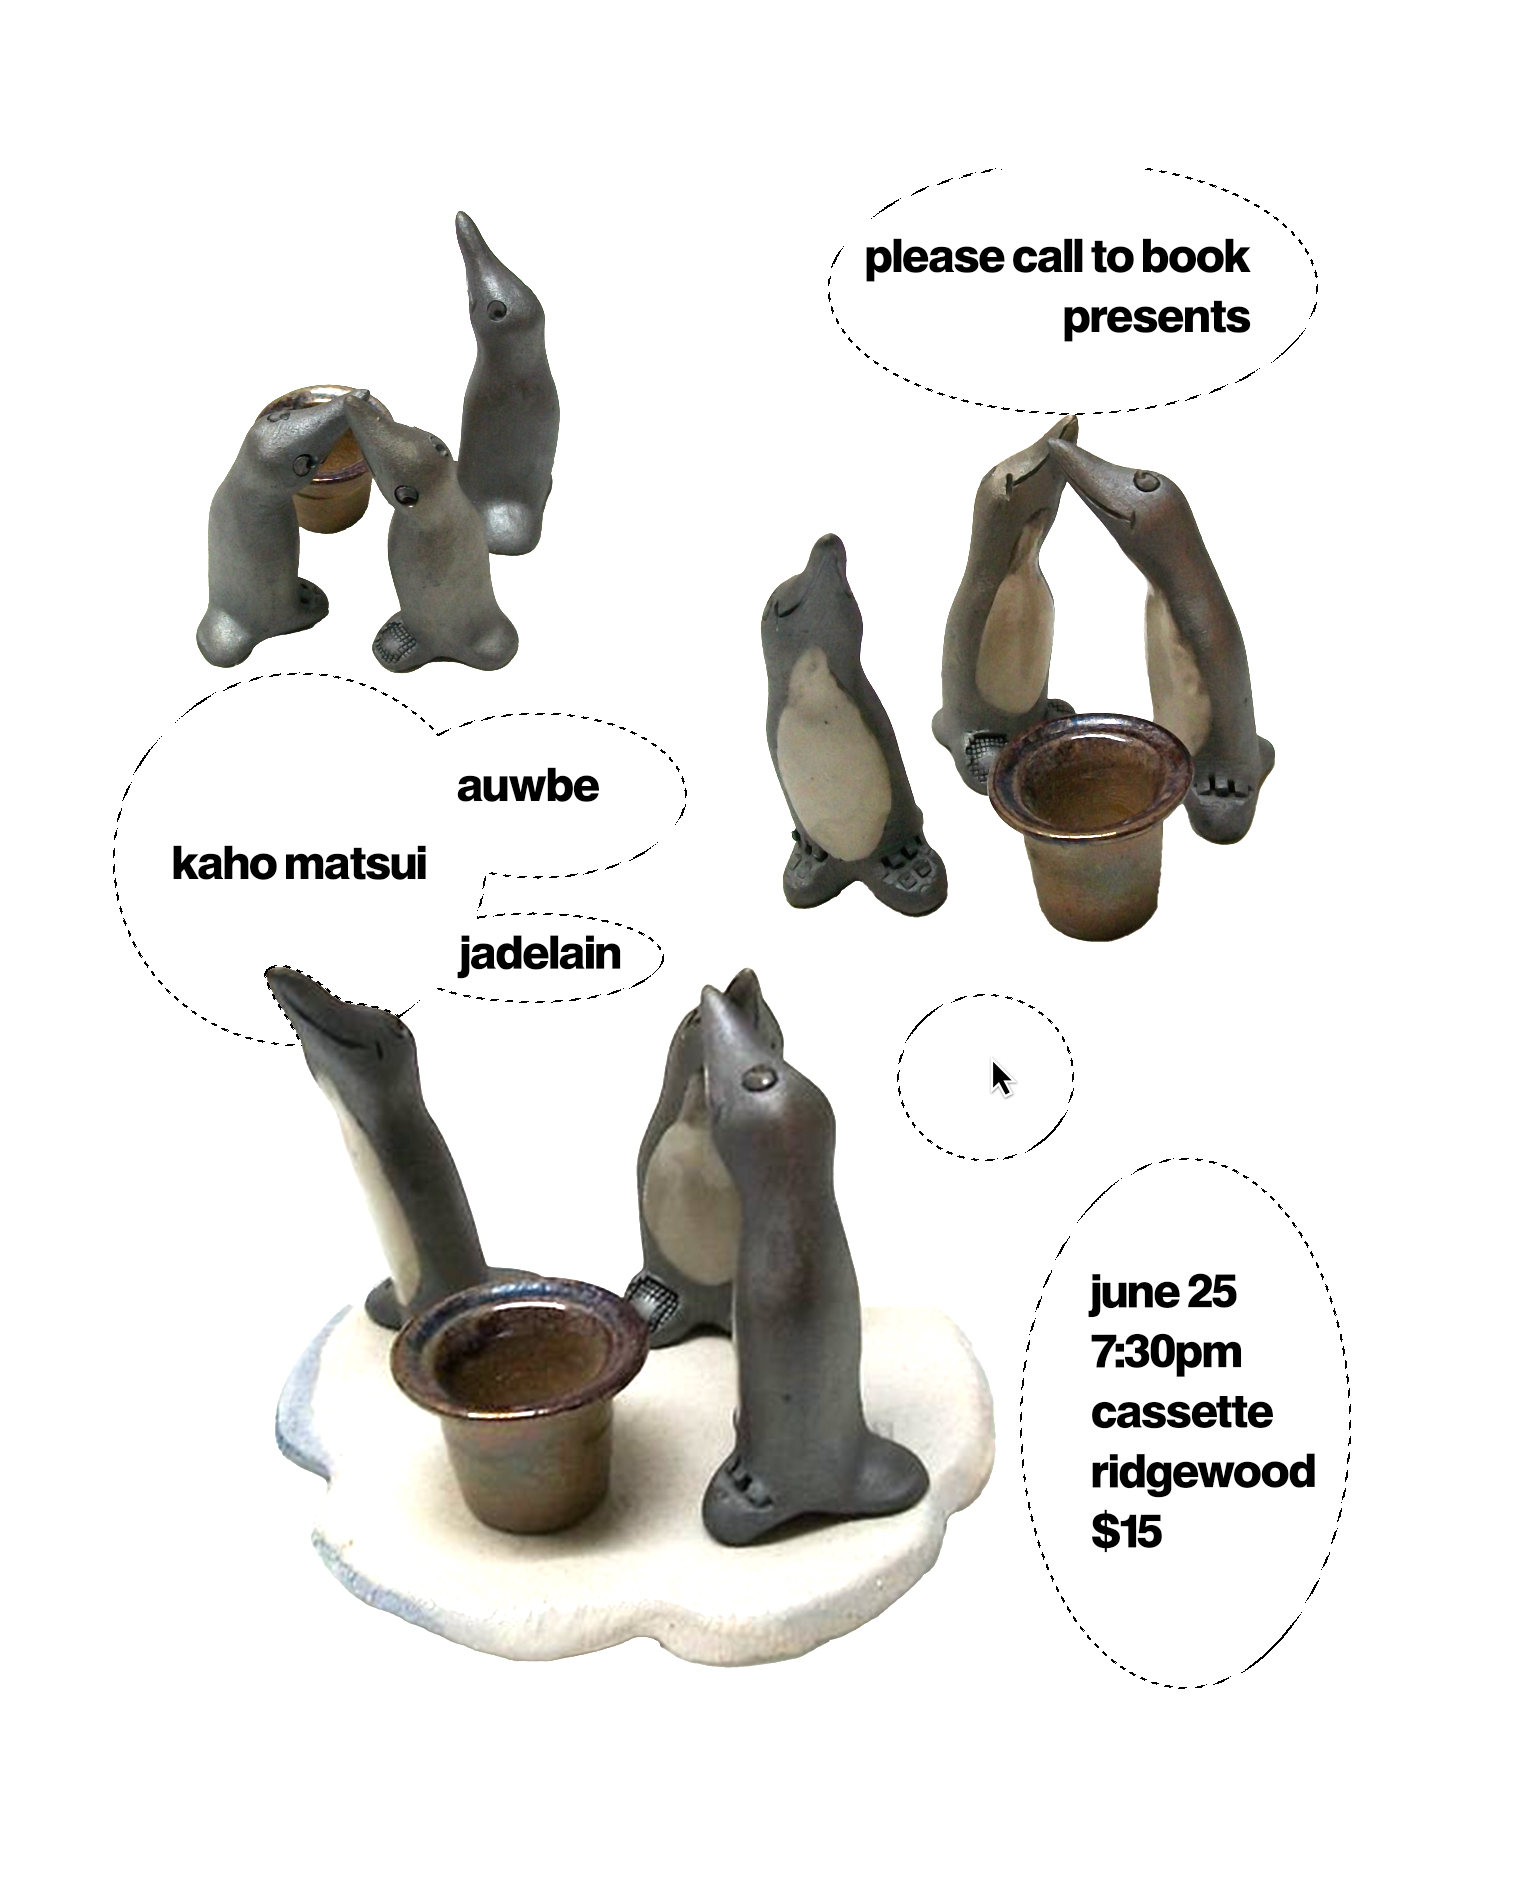 please call to book
presents
auwbe
kaho matsui
jadelain
june 25
7:30pm
cassette
ridgewood
$15